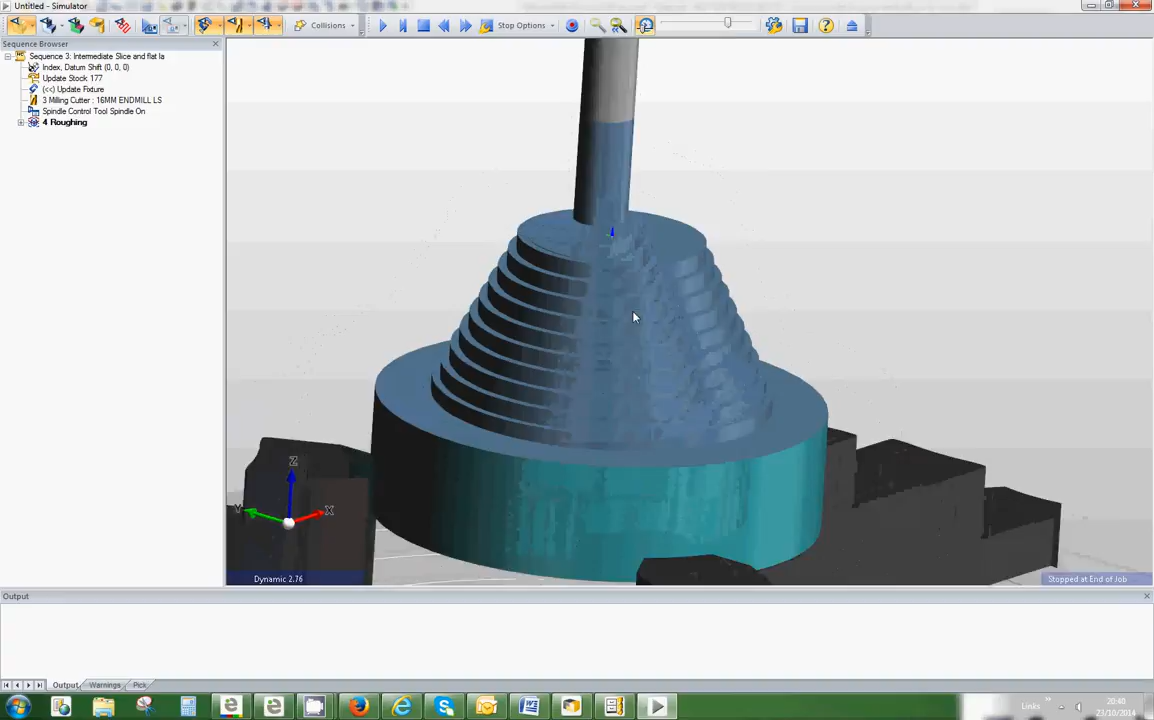 Untitled - Simulator
Collisions
Stop Options
Sequence Browser
Sequence 3: Intermediate Slice and flat la
Index, Datum Shift (0, 0, 0)
Update Stock 177
(<<) Update Fixture
3 Milling Cutter : 16MM ENDMILL LS
Spindle Control Tool Spindle On
4 Roughing
Z
Y
X
Dynamic 2.76
Stopped at End of Job
Output
Output
Warnings
Pick
Links
20:40
23/10/2014